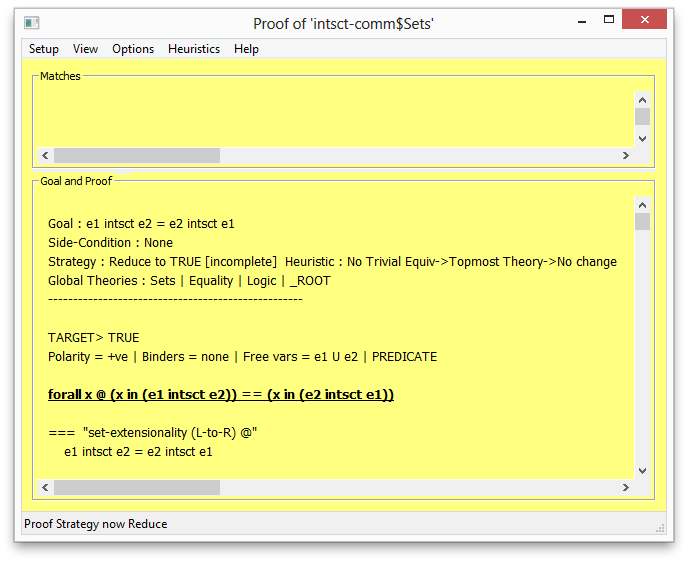 Proof of 'intsct-comm$Sets'
Setup View Options Heuristics Help
Matches
Goal and Proof
Goal : e1 intsct e2 = e2 intsct e1
Side-Condition : None
Strategy : Reduce to TRUE [incomplete]  Heuristic : No Trivial Equiv->Topmost Theory->No change
Global Theories : Sets | Equality | Logic | _ROOT
---------------------------------------------------
TARGET> TRUE
Polarity = +ve | Binders = none | Free vars = e1 U e2 | PREDICATE
forall x @ (x in (e1 intsct e2)) == (x in (e2 intsct e1))
===  "set-extensionality (L-to-R) @"
e1 intsct e2 = e2 intsct e1
Proof Strategy now Reduce